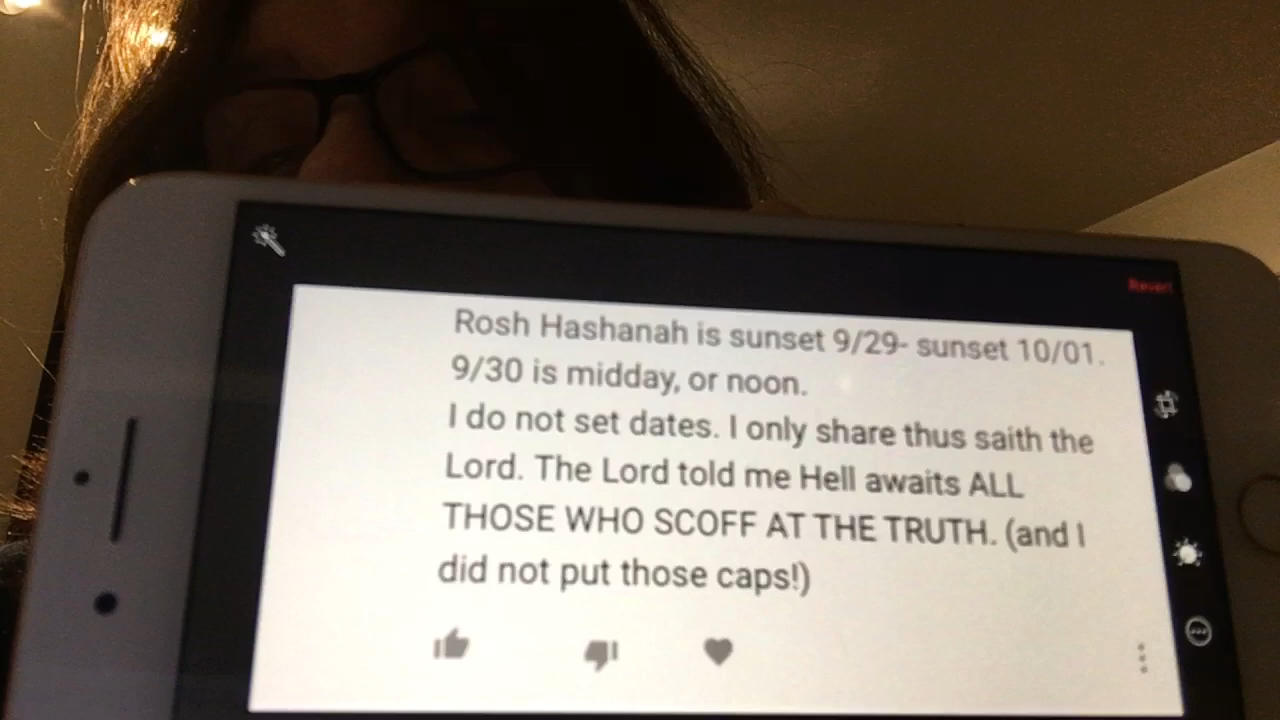 Revert
Rosh Hashanah is sunset 9/29- sunset 10/01.
9/30 is midday, or noon.
I do not set dates. I only share thus saith the
Lord. The Lord told me Hell awaits ALL
THOSE WHO SCOFF AT THE TRUTH. (and I
did not put those caps!)